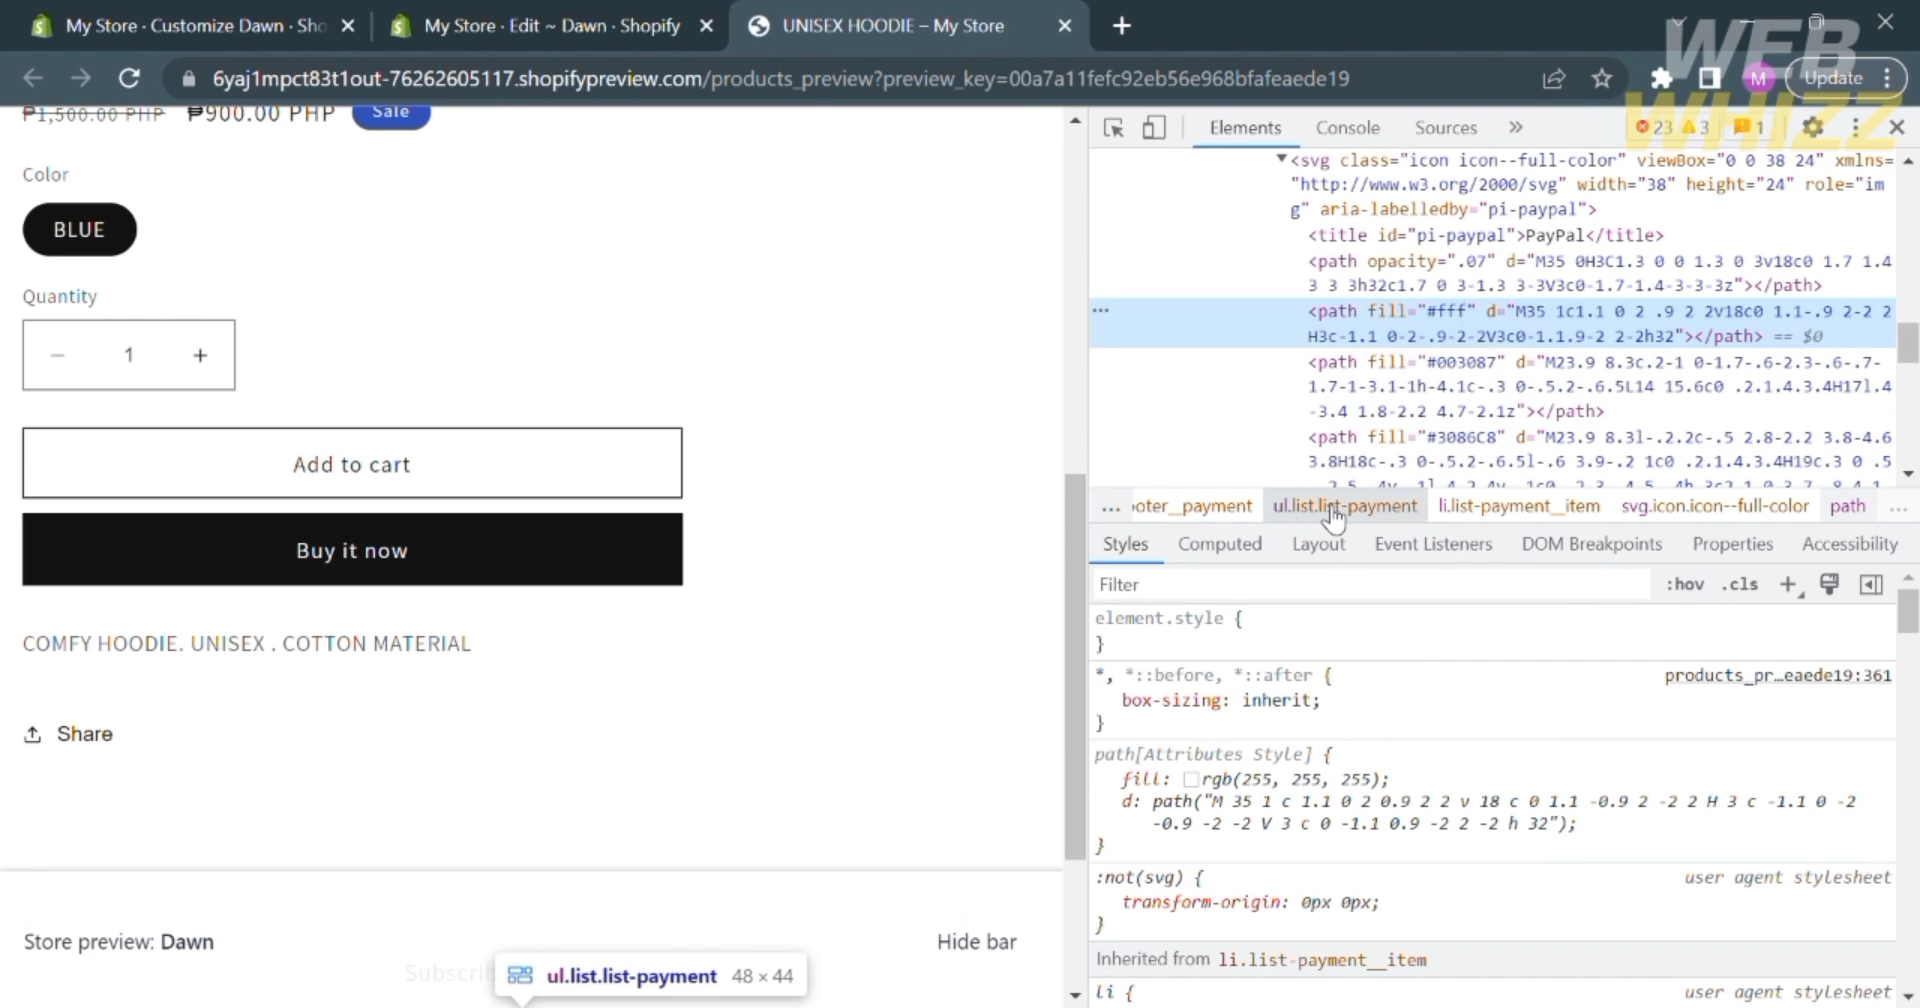 My Store · Customize Dawn · Sho
My Store · Edit ~ Dawn · Shopify
UNISEX HOODIE – My Store
6yaj1mpct83t1out-76262605117.shopifypreview.com/products_preview?preview_key=00a7a11fefc92eb56e968bfafeaede19
M
Update
WEB
WHIZZ
₱1,500.00 PHP ₱900.00 PHP Sale
Color
BLUE
Quantity
− 1 +
Add to cart
Buy it now
COMFY HOODIE. UNISEX . COTTON MATERIAL
Share
Store preview: Dawn
Hide bar
Subscri
ul.list.list-payment 48 × 44
Elements Console Sources » 23 3 1
▼<svg class="icon icon--full-color" viewBox="0 0 38 24" xmlns=
"http://www.w3.org/2000/svg" width="38" height="24" role="im
g" aria-labelledby="pi-paypal">
<title id="pi-paypal">PayPal</title>
<path opacity=".07" d="M35 0H3C1.3 0 0 1.3 0 3v18c0 1.7 1.4
3 3 3h32c1.7 0 3-1.3 3-3V3c0-1.7-1.4-3-3-3z"></path>
··· <path fill="#fff" d="M35 1c1.1 0 2 .9 2 2v18c0 1.1-.9 2-2 2
H3c-1.1 0-2-.9-2-2V3c0-1.1.9-2 2-2h32"></path> == $0
<path fill="#003087" d="M23.9 8.3c.2-1 0-1.7-.6-2.3-.6-.7-
1.7-1-3.1-1h-4.1c-.3 0-.5.2-.6.5L14 15.6c0 .2.1.4.3.4H17l.4
-3.4 1.8-2.2 4.7-2.1z"></path>
<path fill="#3086C8" d="M23.9 8.3l-.2.2c-.5 2.8-2.2 3.8-4.6
3.8H18c-.3 0-.5.2-.6.5l-.6 3.9-.2 1c0 .2.1.4.3.4H19c.3 0 .5
... oter__payment ul.list.list-payment li.list-payment__item svg.icon.icon--full-color path ...
Styles Computed Layout Event Listeners DOM Breakpoints Properties Accessibility
Filter :hov .cls +
element.style {
}
*, *::before, *::after { products_pr…eaede19:361
box-sizing: inherit;
}
path[Attributes Style] {
fill: rgb(255, 255, 255);
d: path("M 35 1 c 1.1 0 2 0.9 2 2 v 18 c 0 1.1 -0.9 2 -2 2 H 3 c -1.1 0 -2
-0.9 -2 -2 V 3 c 0 -1.1 0.9 -2 2 -2 h 32");
}
:not(svg) { user agent stylesheet
transform-origin: 0px 0px;
}
Inherited from li.list-payment__item
li { user agent stylesheet